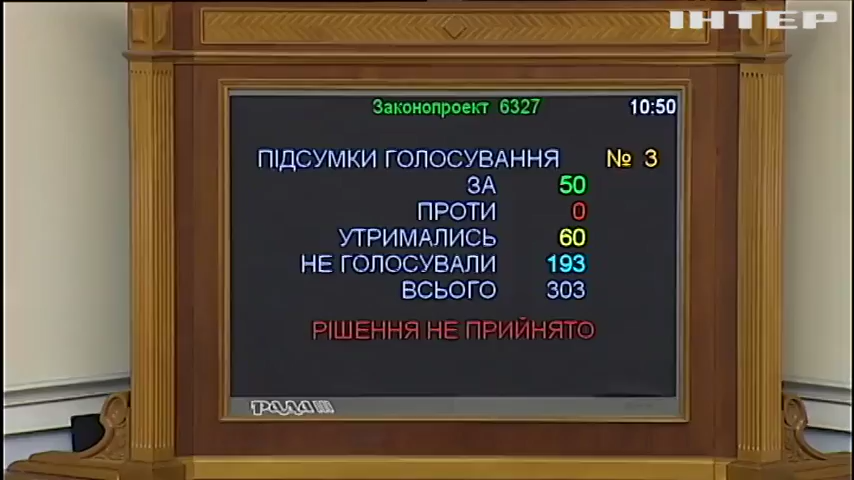 ІНТЕР
Законопроект 6327 10:50
ПІДСУМКИ ГОЛОСУВАННЯ № 3
ЗА 50
ПРОТИ 0
УТРИМАЛИСЬ 60
НЕ ГОЛОСУВАЛИ 193
ВСЬОГО 303
РІШЕННЯ НЕ ПРИЙНЯТО
РАДА